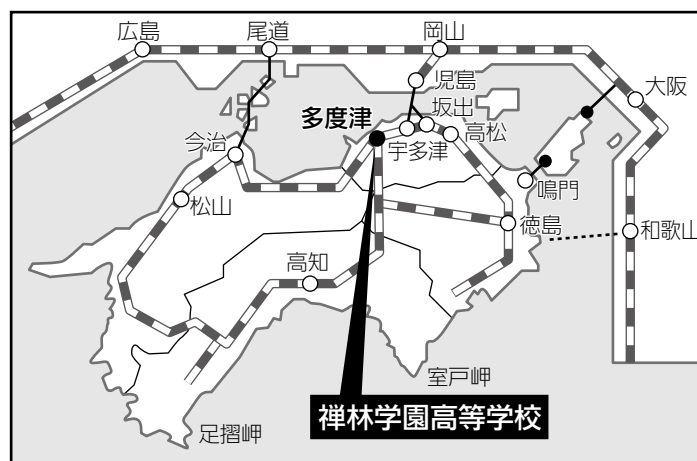 広島
尾道
岡山
児島
大阪
多度津
坂出
宇多津
高松
今治
鳴門
松山
徳島
和歌山
高知
室戸岬
禅林学園高等学校
足摺岬